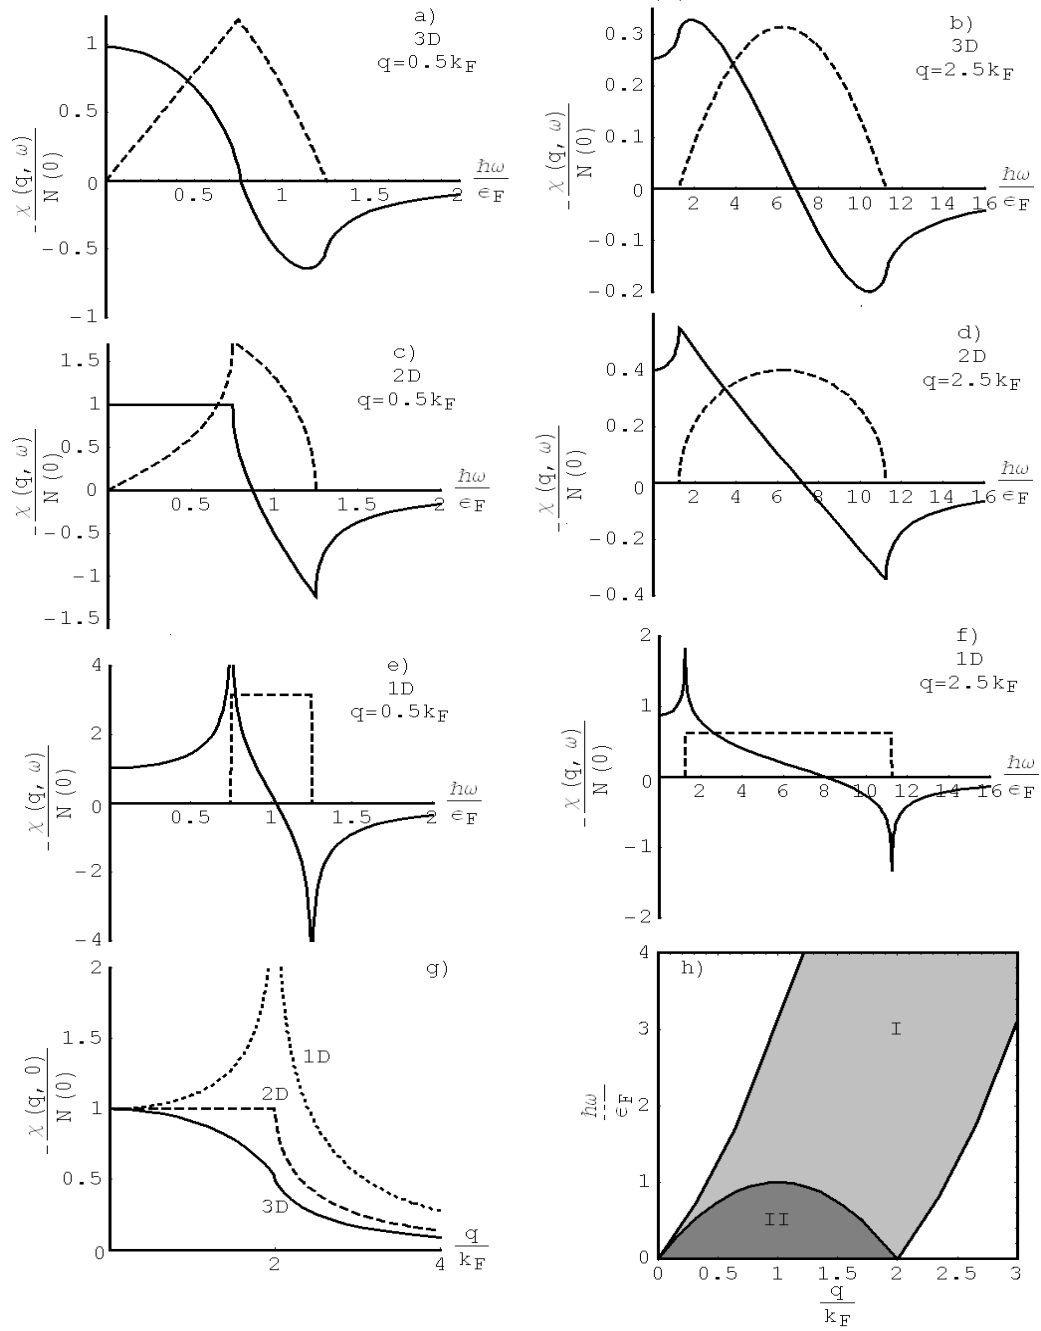 a)
3D
q=0.5k_F
1
0.5
0
-0.5
-1
0.5 1 1.5 2
-χ(q, ω)/N(0)
ħω/ϵ_F
b)
3D
q=2.5k_F
0.3
0.2
0.1
0
-0.1
-0.2
2 4 6 8 10 12 14 16
-χ(q, ω)/N(0)
ħω/ϵ_F
c)
2D
q=0.5k_F
1.5
1
0.5
0
-0.5
-1
-1.5
0.5 1 1.5 2
-χ(q, ω)/N(0)
ħω/ϵ_F
d)
2D
q=2.5k_F
0.4
0.2
0
-0.2
-0.4
2 4 6 8 10 12 14 16
-χ(q, ω)/N(0)
ħω/ϵ_F
e)
1D
q=0.5k_F
4
2
0
-2
-4
0.5 1 1.5 2
-χ(q, ω)/N(0)
ħω/ϵ_F
f)
1D
q=2.5k_F
2
1
0
-1
-2
2 4 6 8 10 12 14 16
-χ(q, ω)/N(0)
ħω/ϵ_F
g)
2
1.5
1
0.5
0
1D
2D
3D
2 4
-χ(q, 0)/N(0)
q/k_F
h)
4
3
2
1
0
I
II
0 0.5 1 1.5 2 2.5 3
ħω/ϵ_F
q/k_F